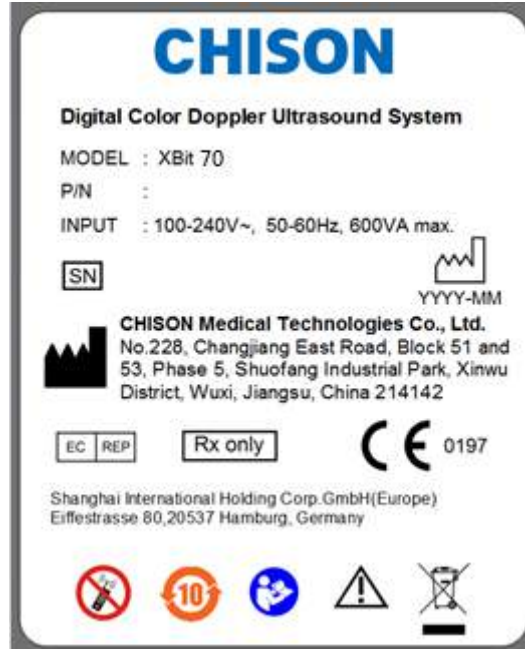 CHISON
Digital Color Doppler Ultrasound System
MODEL : XBit 70
P/N :
INPUT : 100-240V~, 50-60Hz, 600VA max.
SN
YYYY-MM
CHISON Medical Technologies Co., Ltd.
No.228, Changjiang East Road, Block 51 and
53, Phase 5, Shuofang Industrial Park, Xinwu
District, Wuxi, Jiangsu, China 214142
EC REP
Rx only
CE 0197
Shanghai International Holding Corp.GmbH(Europe)
Eiffestrasse 80,20537 Hamburg, Germany
10